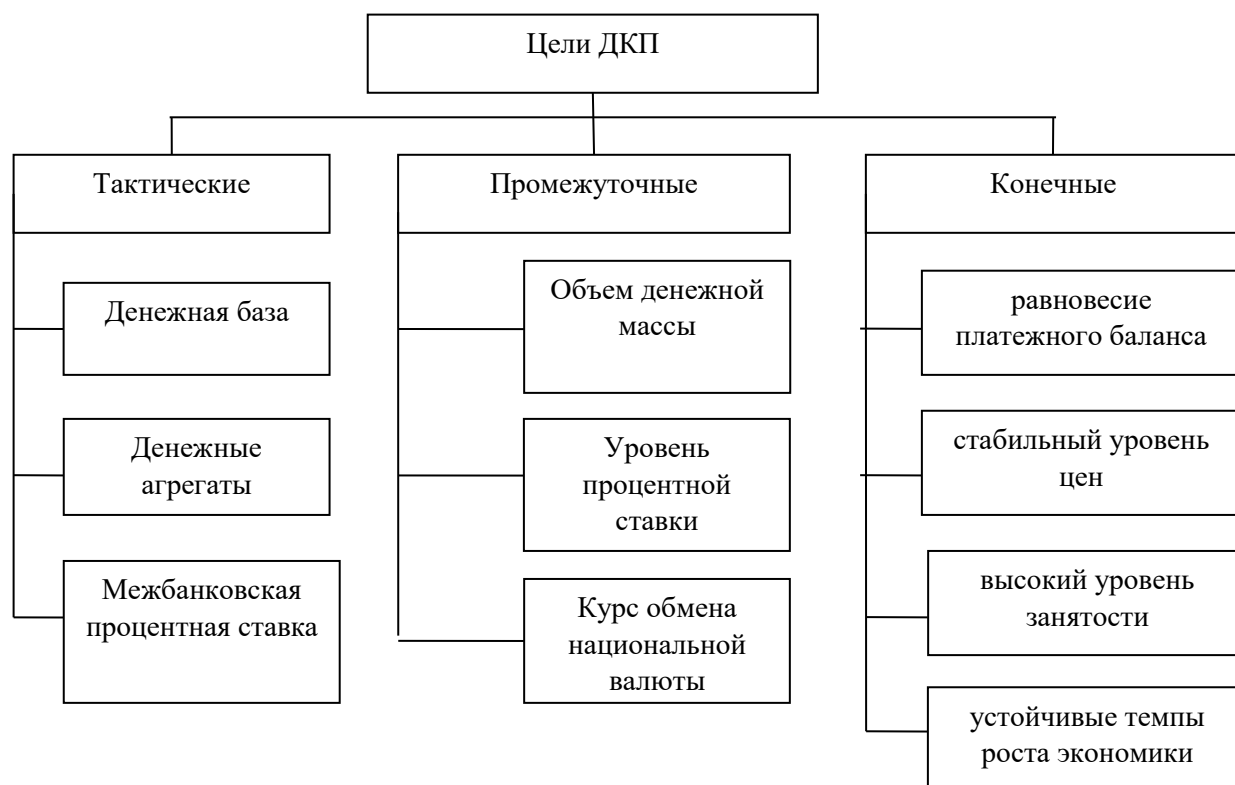 Цели ДКП
Тактические
Промежуточные
Конечные
Денежная база
Денежные
агрегаты
Межбанковская
процентная ставка
Объем денежной
массы
Уровень
процентной
ставки
Курс обмена
национальной
валюты
равновесие
платежного баланса
стабильный уровень
цен
высокий уровень
занятости
устойчивые темпы
роста экономики